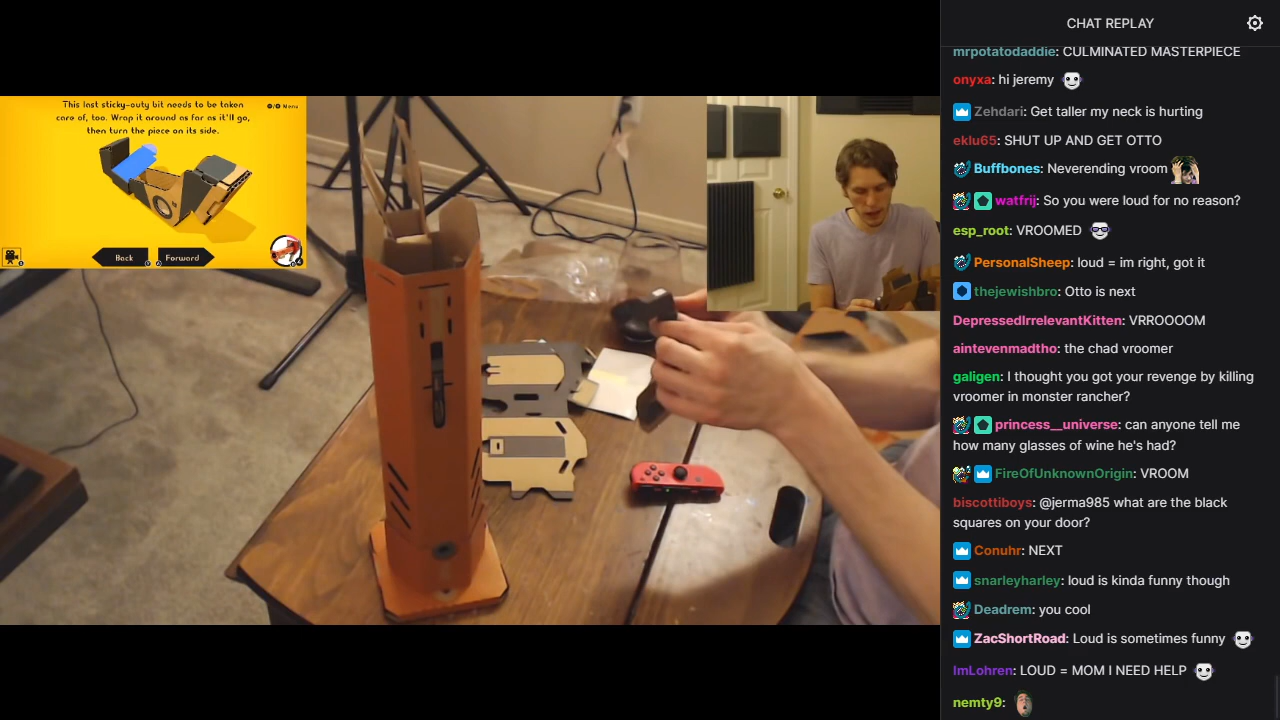 This last sticky-outy bit needs to be taken
care of, too. Wrap it around as far as it'll go,
then turn the piece on its side.
Menu
Back
Forward
CHAT REPLAY
mrpotatodaddie: CULMINATED MASTERPIECE
onyxa: hi jeremy
Zehdari: Get taller my neck is hurting
eklu65: SHUT UP AND GET OTTO
Buffbones: Neverending vroom
watfrij: So you were loud for no reason?
esp_root: VROOMED
PersonalSheep: loud = im right, got it
thejewishbro: Otto is next
DepressedIrrelevantKitten: VRROOOOM
aintevenmadtho: the chad vroomer
galigen: I thought you got your revenge by killing
vroomer in monster rancher?
princess__universe: can anyone tell me
how many glasses of wine he's had?
FireOfUnknownOrigin: VROOM
biscottiboys: @jerma985 what are the black
squares on your door?
Conuhr: NEXT
snarleyharley: loud is kinda funny though
Deadrem: you cool
ZacShortRoad: Loud is sometimes funny
ImLohren: LOUD = MOM I NEED HELP
nemty9: